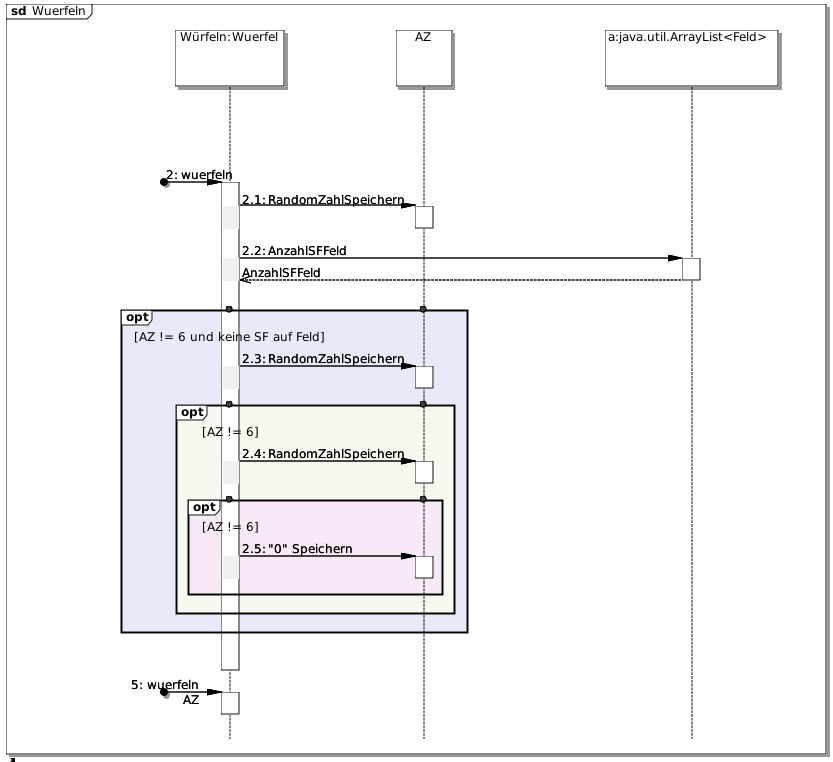 sd Wuerfeln
Würfeln:Wuerfel
AZ
a:java.util.ArrayList<Feld>
2: wuerfeln
2.1: RandomZahlSpeichern
2.2: AnzahlSFFeld
AnzahlSFFeld
opt
[AZ != 6 und keine SF auf Feld]
2.3: RandomZahlSpeichern
opt
[AZ != 6]
2.4: RandomZahlSpeichern
opt
[AZ != 6]
2.5: "0" Speichern
5: wuerfeln
AZ